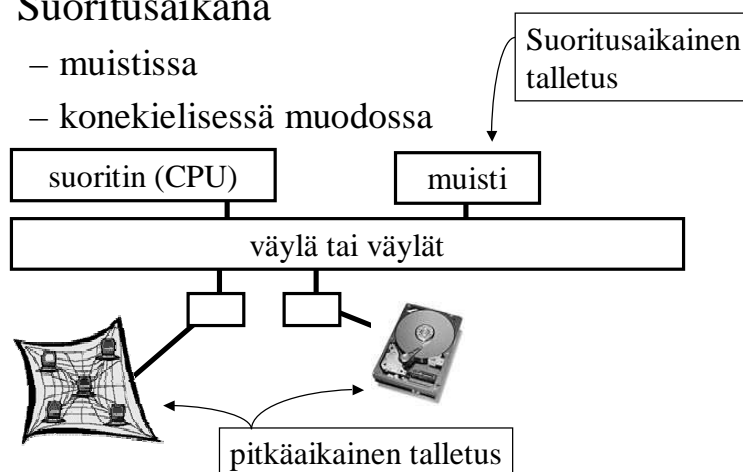 Suoritusaikana
– muistissa
– konekielisessä muodossa
Suoritusaikainen
talletus
suoritin (CPU)
muisti
väylä tai väylät
pitkäaikainen talletus